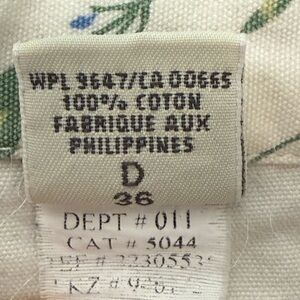 WPL 9647/CA 00665
100% COTON
FABRIQUE AUX
PHILIPPINES
D
36
DEPT # 011
CAT # 5044